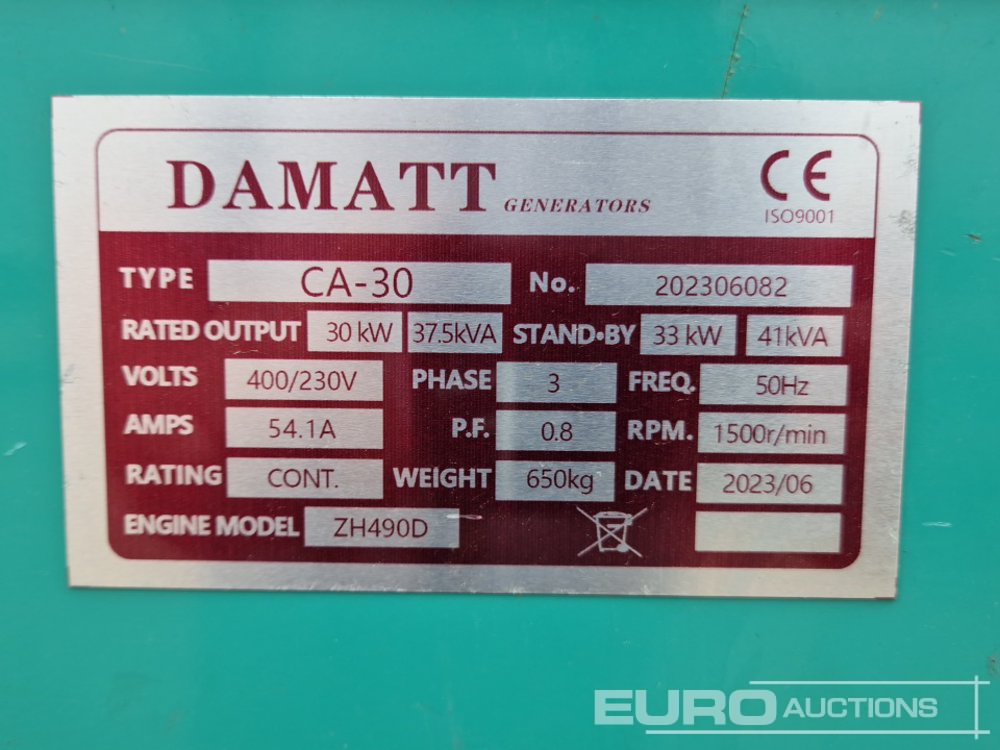 DAMATT GENERATORS
CE
ISO9001
TYPE CA-30 No. 202306082
RATED OUTPUT 30 kW 37.5kVA STAND•BY 33 kW 41kVA
VOLTS 400/230V PHASE 3 FREQ. 50Hz
AMPS 54.1A P.F. 0.8 RPM. 1500r/min
RATING CONT. WEIGHT 650kg DATE 2023/06
ENGINE MODEL ZH490D
EURO AUCTIONS